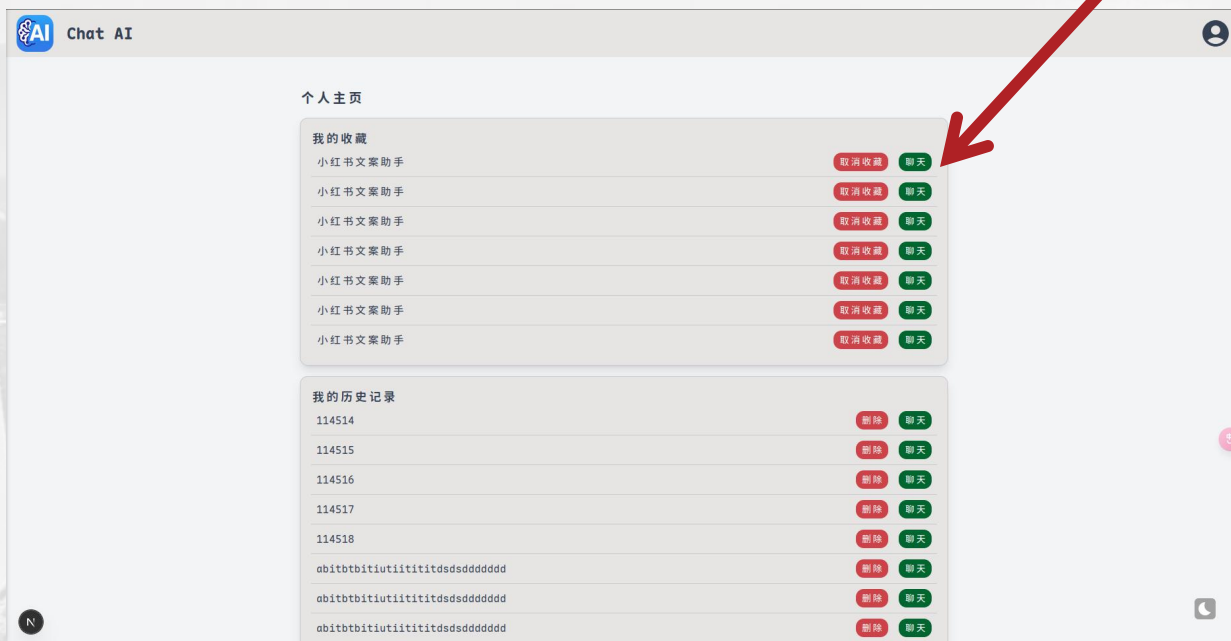 AI Chat AI
个人主页
我的收藏
小红书文案助手 取消收藏 聊天
小红书文案助手 取消收藏 聊天
小红书文案助手 取消收藏 聊天
小红书文案助手 取消收藏 聊天
小红书文案助手 取消收藏 聊天
小红书文案助手 取消收藏 聊天
小红书文案助手 取消收藏 聊天
我的历史记录
114514 删除 聊天
114515 删除 聊天
114516 删除 聊天
114517 删除 聊天
114518 删除 聊天
abitbtbitiutiitititdsdsddddddd 删除 聊天
abitbtbitiutiitititdsdsddddddd 删除 聊天
abitbtbitiutiitititdsdsddddddd 删除 聊天
N